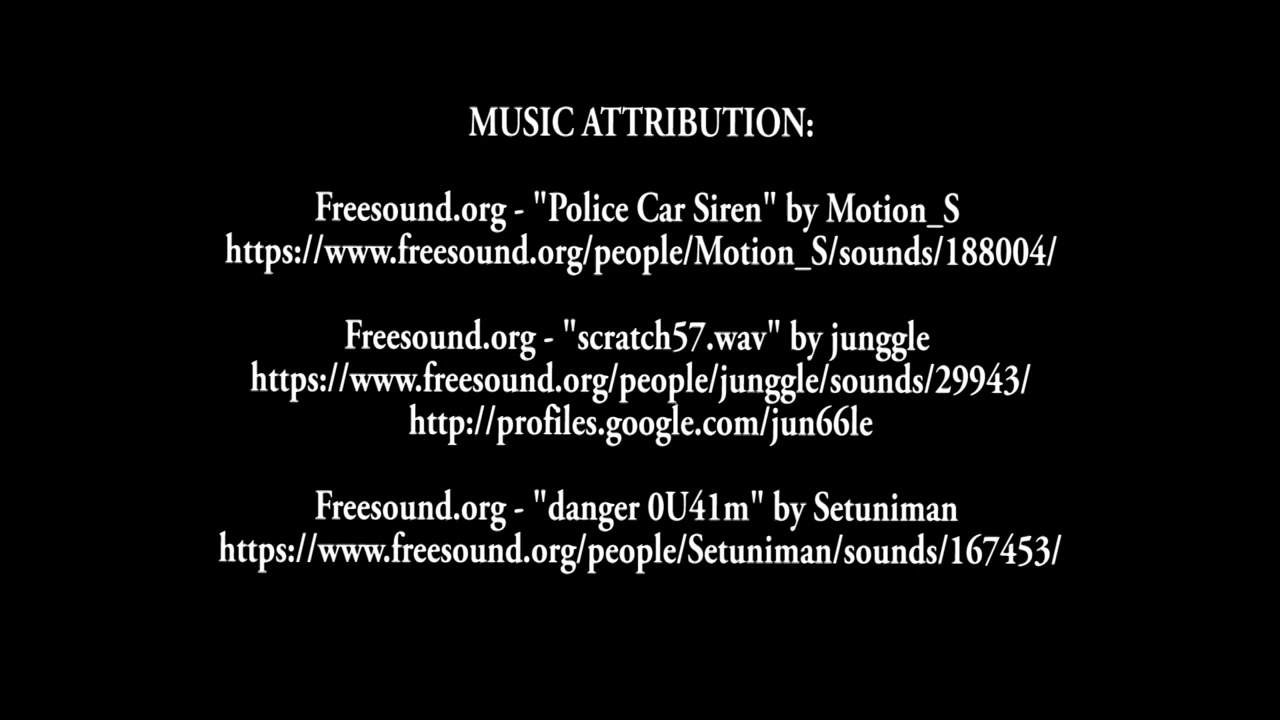 MUSIC ATTRIBUTION:
Freesound.org - "Police Car Siren" by Motion_S
https://www.freesound.org/people/Motion_S/sounds/188004/
Freesound.org - "scratch57.wav" by junggle
https://www.freesound.org/people/junggle/sounds/29943/
http://profiles.google.com/jun66le
Freesound.org - "danger 0U41m" by Setuniman
https://www.freesound.org/people/Setuniman/sounds/167453/